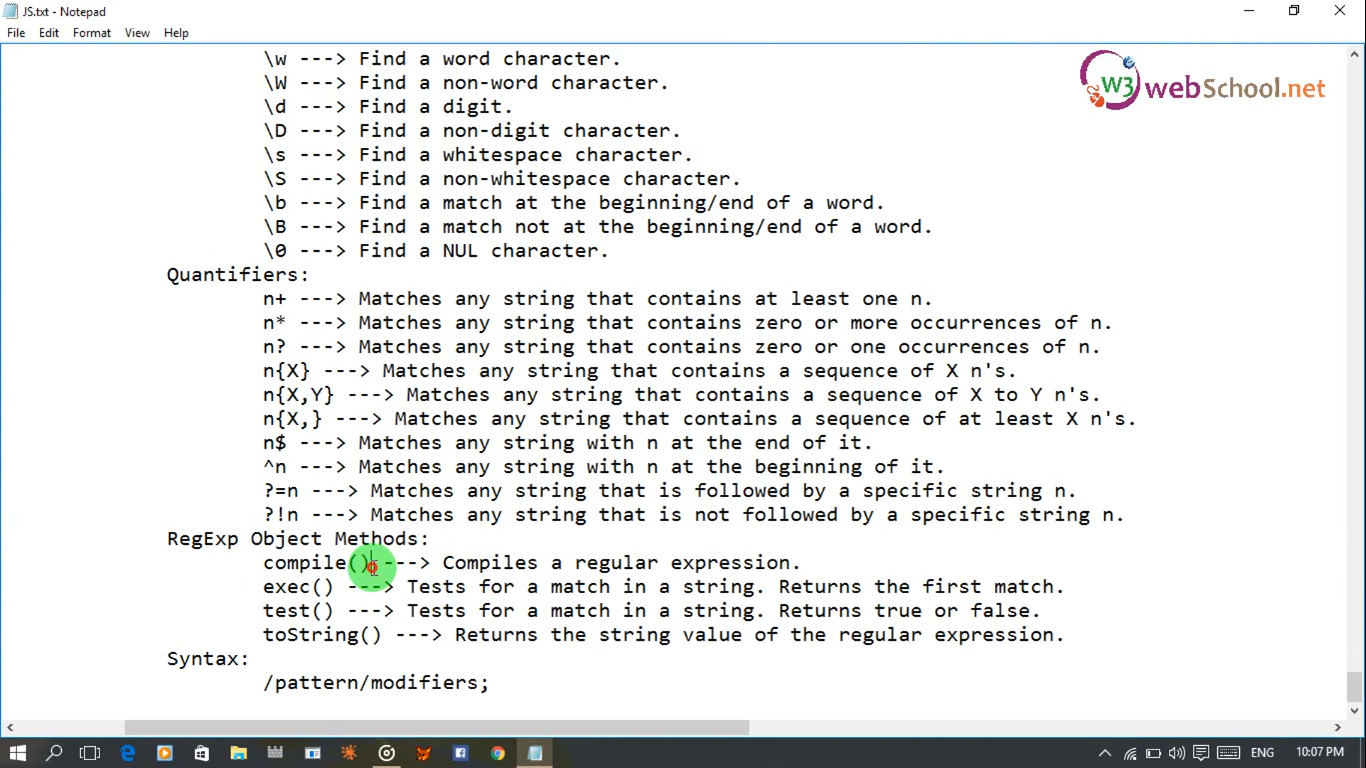 JS.txt - Notepad
File Edit Format View Help
W3 webSchool.net
\w ---> Find a word character.
\W ---> Find a non-word character.
\d ---> Find a digit.
\D ---> Find a non-digit character.
\s ---> Find a whitespace character.
\S ---> Find a non-whitespace character.
\b ---> Find a match at the beginning/end of a word.
\B ---> Find a match not at the beginning/end of a word.
\0 ---> Find a NUL character.
Quantifiers:
n+ ---> Matches any string that contains at least one n.
n* ---> Matches any string that contains zero or more occurrences of n.
n? ---> Matches any string that contains zero or one occurrences of n.
n{X} ---> Matches any string that contains a sequence of X n's.
n{X,Y} ---> Matches any string that contains a sequence of X to Y n's.
n{X,} ---> Matches any string that contains a sequence of at least X n's.
n$ ---> Matches any string with n at the end of it.
^n ---> Matches any string with n at the beginning of it.
?=n ---> Matches any string that is followed by a specific string n.
?!n ---> Matches any string that is not followed by a specific string n.
RegExp Object Methods:
compile() ---> Compiles a regular expression.
exec() ---> Tests for a match in a string. Returns the first match.
test() ---> Tests for a match in a string. Returns true or false.
toString() ---> Returns the string value of the regular expression.
Syntax:
/pattern/modifiers;
ENG 10:07 PM